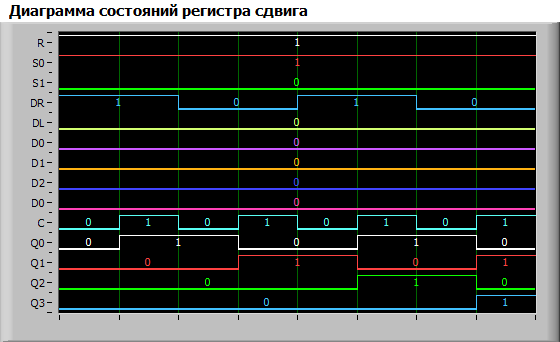 Диаграмма состояний регистра сдвига
R 1
S0 1
S1 0
DR 1 0 1 0
DL 0
D0 0
D1 0
D2 0
D0 0
C 0 1 0 1 0 1 0 1
Q0 0 1 0 1 0
Q1 0 1 0 1
Q2 0 1 0
Q3 0 1